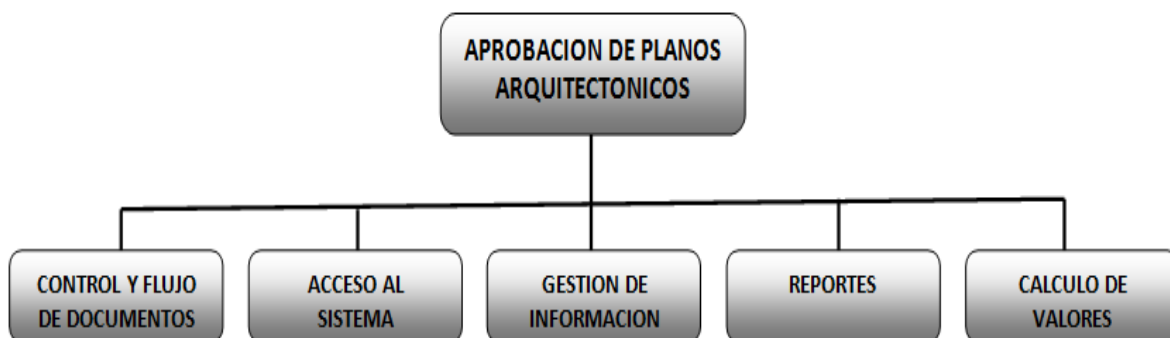 APROBACION DE PLANOS
ARQUITECTONICOS
CONTROL Y FLUJO
DE DOCUMENTOS
ACCESO AL
SISTEMA
GESTION DE
INFORMACION
REPORTES
CALCULO DE
VALORES